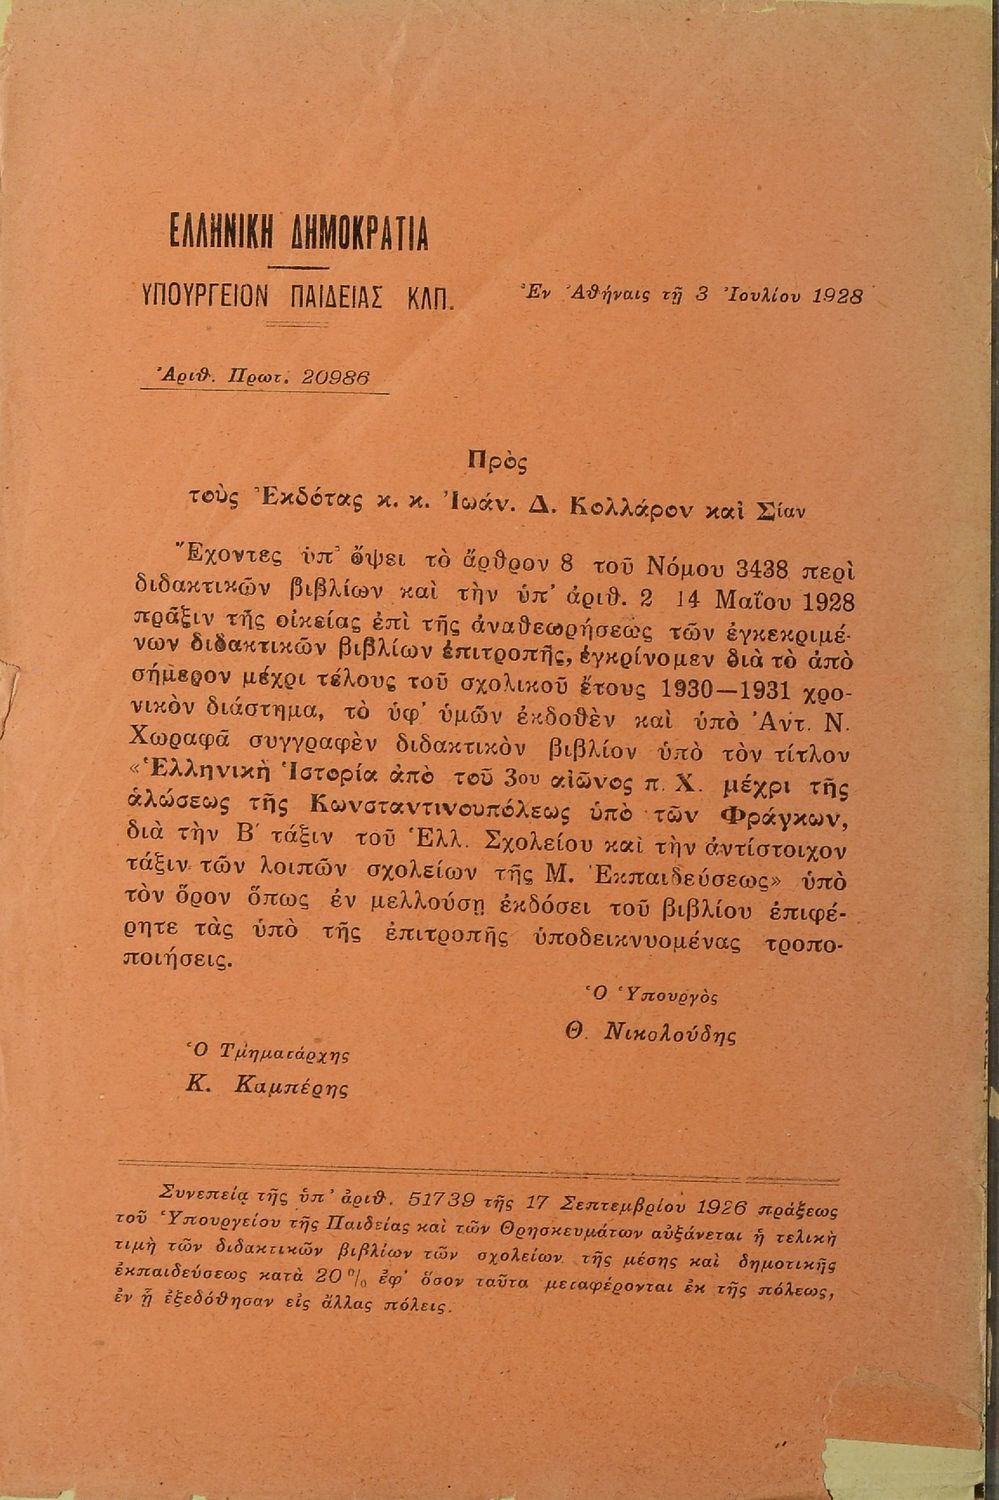 ΕΛΛΗΝΙΚΗ ΔΗΜΟΚΡΑΤΙΑ
ΥΠΟΥΡΓΕΙΟΝ ΠΑΙΔΕΙΑΣ ΚΛΠ.
Ἐν Ἀθήναις τῇ 3 Ἰουλίου 1928
Ἀριθ. Πρωτ. 20986
Πρὸς
τοὺς Ἐκδότας κ. κ. Ἰωάν. Δ. Κολλάρον καὶ Σίαν
Ἔχοντες ὑπ' ὄψει τὸ ἄρθρον 8 τοῦ Νόμου 3438 περὶ
διδακτικῶν βιβλίων καὶ τὴν ὑπ' ἀριθ. 2 14 Μαΐου 1928
πρᾶξιν τῆς οἰκείας ἐπὶ τῆς ἀναθεωρήσεως τῶν ἐγκεκριμέ-
νων διδακτικῶν βιβλίων ἐπιτροπῆς, ἐγκρίνομεν διὰ τὸ ἀπὸ
σήμερον μέχρι τέλους τοῦ σχολικοῦ ἔτους 1930—1931 χρο-
νικὸν διάστημα, τὸ ὑφ' ὑμῶν ἐκδοθὲν καὶ ὑπὸ Ἀντ. Ν.
Χωραφᾶ συγγραφὲν διδακτικὸν βιβλίον ὑπὸ τὸν τίτλον
«Ἑλληνικὴ Ἱστορία ἀπὸ τοῦ 3ου αἰῶνος π. Χ. μέχρι τῆς
ἁλώσεως τῆς Κωνσταντινουπόλεως ὑπὸ τῶν Φράγκων,
διὰ τὴν Β΄ τάξιν τοῦ Ἑλλ. Σχολείου καὶ τὴν ἀντίστοιχον
τάξιν τῶν λοιπῶν σχολείων τῆς Μ. Ἐκπαιδεύσεως» ὑπὸ
τὸν ὅρον ὅπως ἐν μελλούσῃ ἐκδόσει τοῦ βιβλίου ἐπιφέ-
ρητε τὰς ὑπὸ τῆς ἐπιτροπῆς ὑποδεικνυομένας τροπο-
ποιήσεις.
Ὁ Ὑπουργὸς
Θ. Νικολούδης
Ὁ Τμηματάρχης
Κ. Καμπέρης
Συνεπείᾳ τῆς ὑπ' ἀριθ. 51739 τῆς 17 Σεπτεμβρίου 1926 πράξεως
τοῦ Ὑπουργείου τῆς Παιδείας καὶ τῶν Θρησκευμάτων αὐξάνεται ἡ τελικὴ
τιμὴ τῶν διδακτικῶν βιβλίων τῶν σχολείων τῆς μέσης καὶ δημοτικῆς
ἐκπαιδεύσεως κατὰ 20% ἐφ' ὅσον ταῦτα μεταφέρονται ἐκ τῆς πόλεως,
ἐν ᾗ ἐξεδόθησαν εἰς ἄλλας πόλεις.